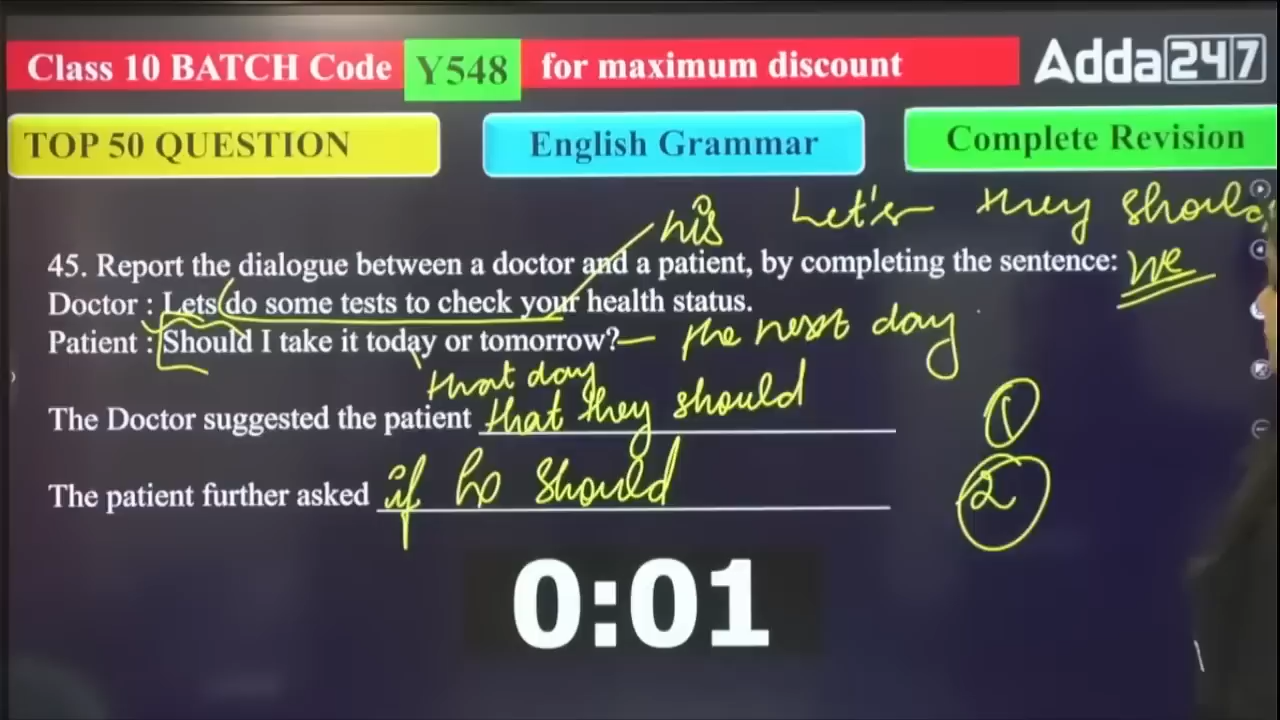 Class 10 BATCH Code Y548 for maximum discount
Adda247
TOP 50 QUESTION
English Grammar
Complete Revision
his Let's they should
45. Report the dialogue between a doctor and a patient, by completing the sentence: we
Doctor : Lets do some tests to check your health status.
Patient : Should I take it today or tomorrow? the next day
that day
The Doctor suggested the patient that they should
1
The patient further asked if he should
2
0:01